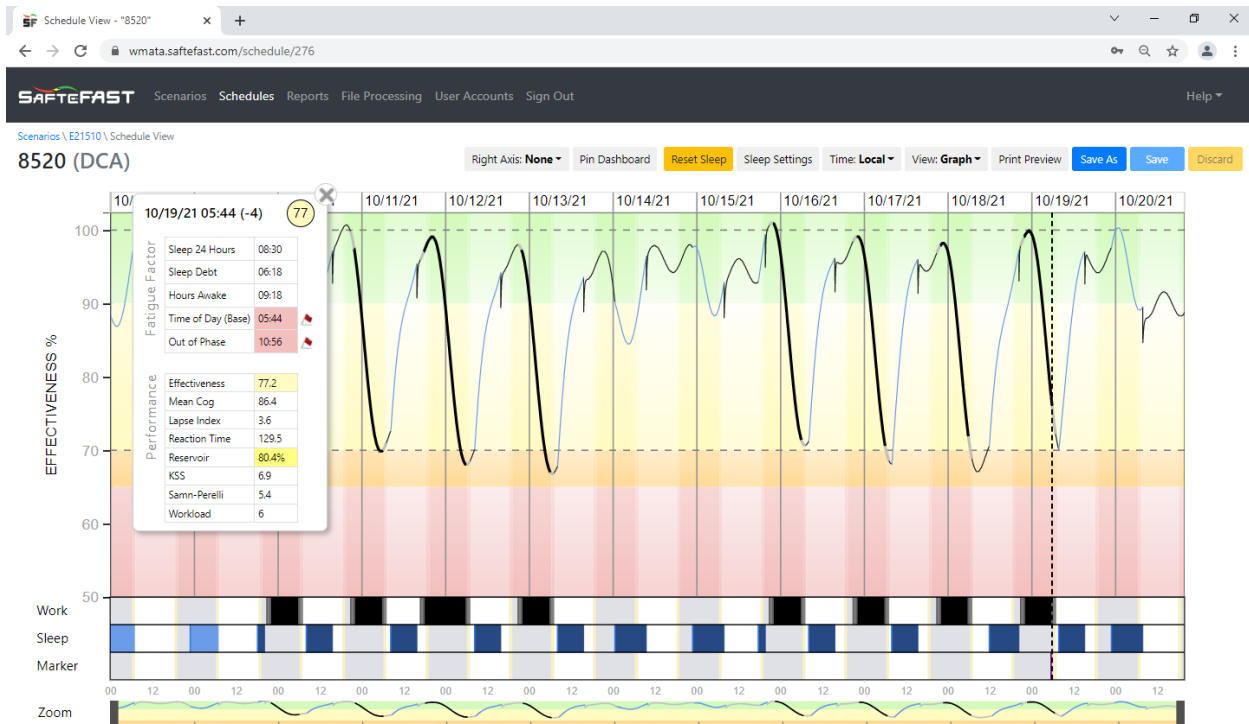 Schedule View - "8520"
wmata.saftefast.com/schedule/276
SAFTEFAST Scenarios Schedules Reports File Processing User Accounts Sign Out Help
Scenarios \ E21510 \ Schedule View
8520 (DCA)
Right Axis: None Pin Dashboard Reset Sleep Sleep Settings Time: Local View: Graph Print Preview Save As Save Discard
10/11/21 10/12/21 10/13/21 10/14/21 10/15/21 10/16/21 10/17/21 10/18/21 10/19/21 10/20/21
10/19/21 05:44 (-4) 77
Fatigue Factor
Sleep 24 Hours 08:30
Sleep Debt 06:18
Hours Awake 09:18
Time of Day (Base) 05:44
Out of Phase 10:56
Performance
Effectiveness 77.2
Mean Cog 86.4
Lapse Index 3.6
Reaction Time 129.5
Reservoir 80.4%
KSS 6.9
Samn-Perelli 5.4
Workload 6
EFFECTIVENESS %
100
90
80
70
60
50
Work
Sleep
Marker
00 12 00 12 00 12 00 12 00 12 00 12 00 12 00 12 00 12 00 12 00 12 00 12 00 12
Zoom